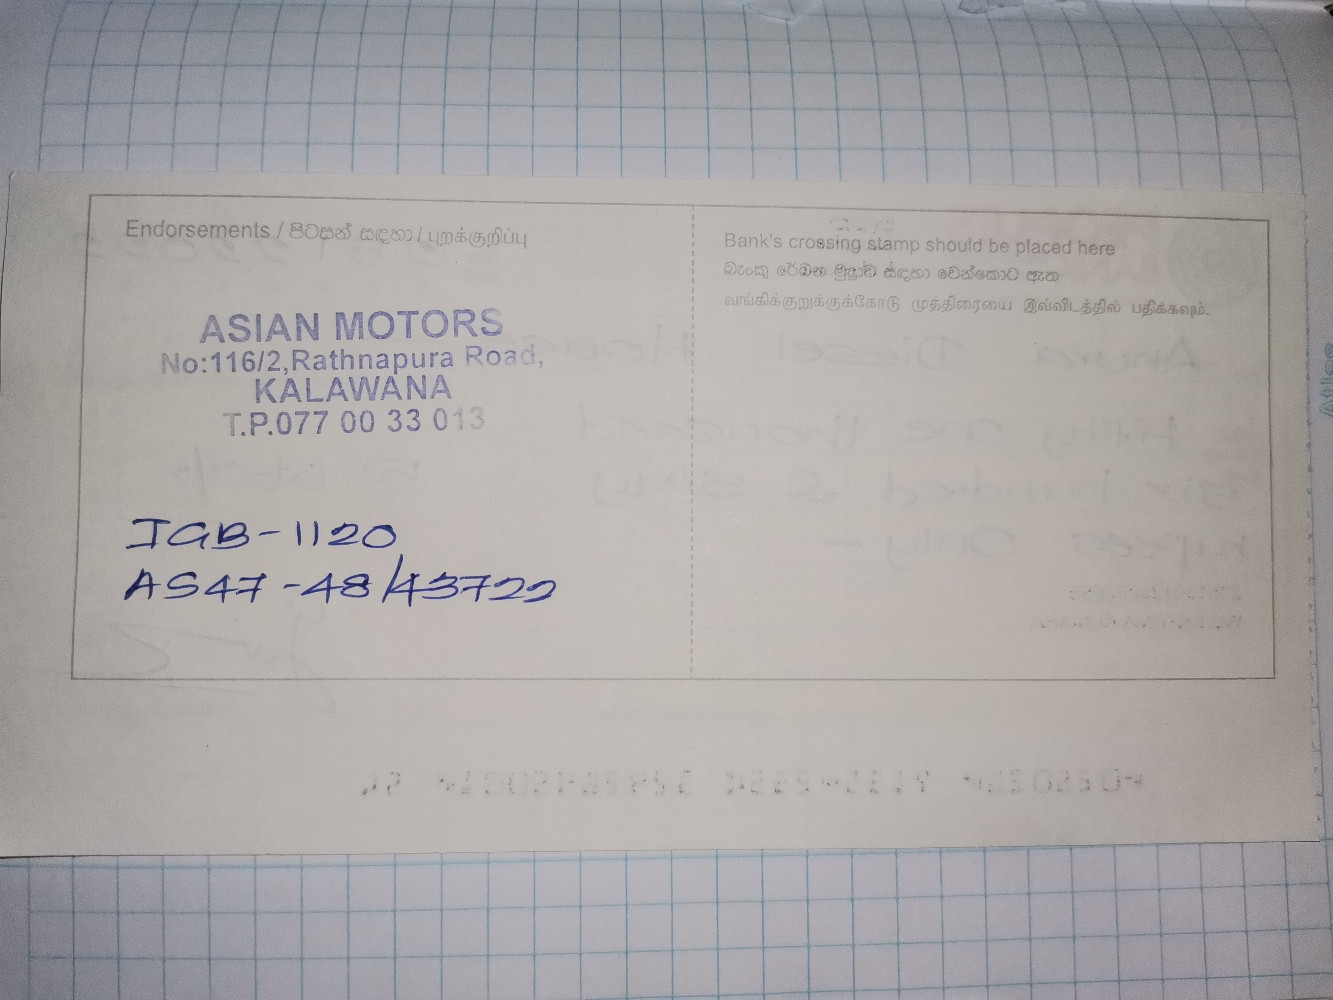 Endorsements / පිටසන් සඳහා / புறக்குறிப்பு
Bank's crossing stamp should be placed here
බැංකු රේඛන මුද්‍රාව සඳහා වෙන්කොට ඇත
வங்கிக்குறுக்குக்கோடு முத்திரையை இவ்விடத்தில் பதிக்கவும்.
ASIAN MOTORS
No:116/2,Rathnapura Road,
KALAWANA
T.P.077 00 33 013
JGB-1120
AS47-48/43722